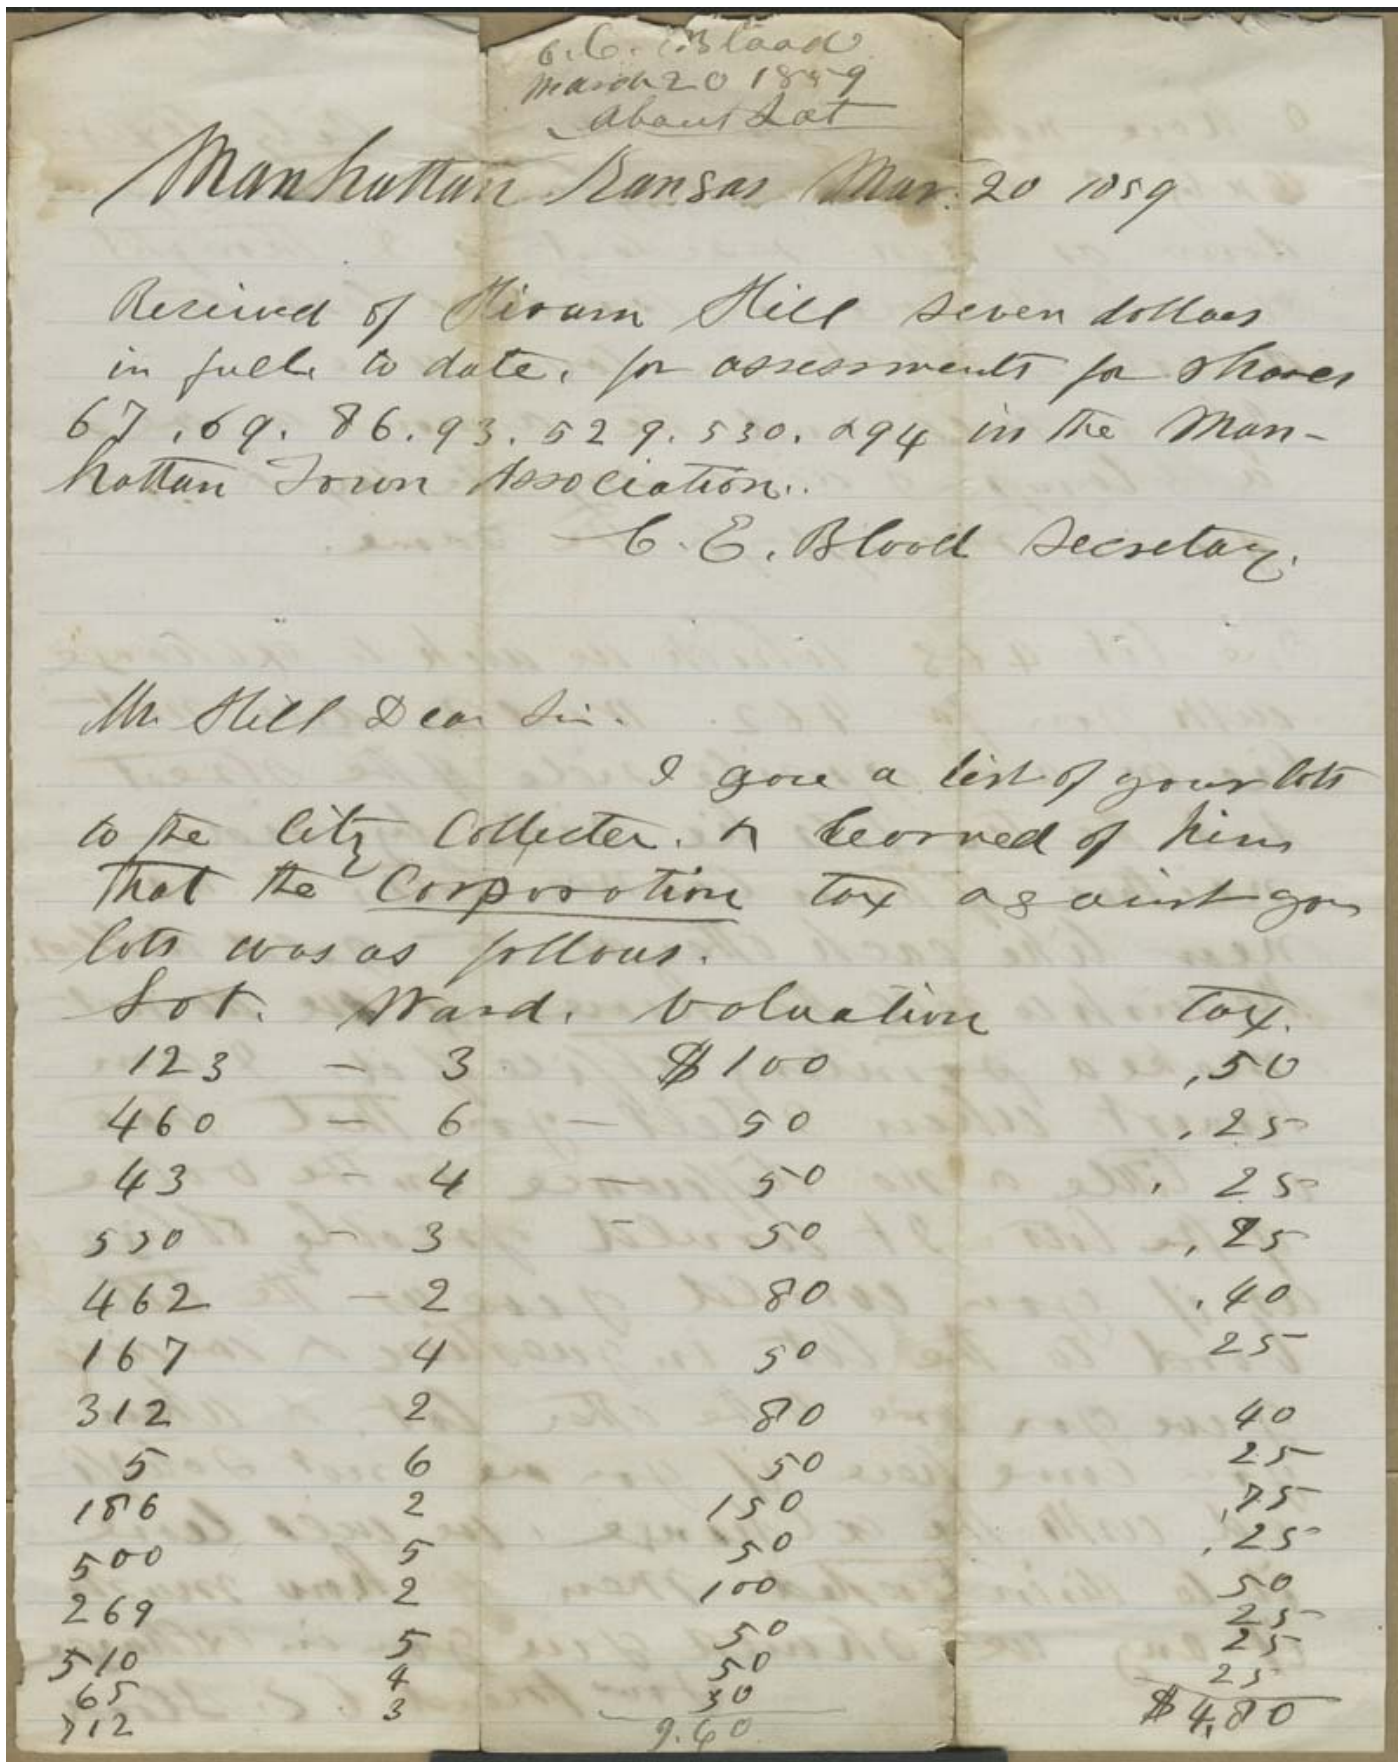 C. E. Blood
March 20 1859
About Lot
Manhattan Kansas Mar. 20 1859
Received of Hiram Hill seven dollars
in full to date, for assessments for shares
67. 69. 86. 93. 529. 530. 294 in the Man-
hattan Town Association.
C. E. Blood Secretary.
Mr. Hill Dear Sir.
I gave a list of your lots
to the City Collecter. & learned of him
that the Corporation tax against your
lots was as follows.
Lot. Ward. Valuation Tax.
123 - 3 $100 .50
460 - 6 - 50 .25
43 - 4 - 50 .25
530 - 3 - 50 .25
462 - 2 80 .40
167 4 50 25
312 2 80 40
5 6 50 25
186 2 150 .75
500 5 50 .25
269 2 100 50
510 5 50 25
65 4 50 25
712 3 50 25
9.60 $4,80